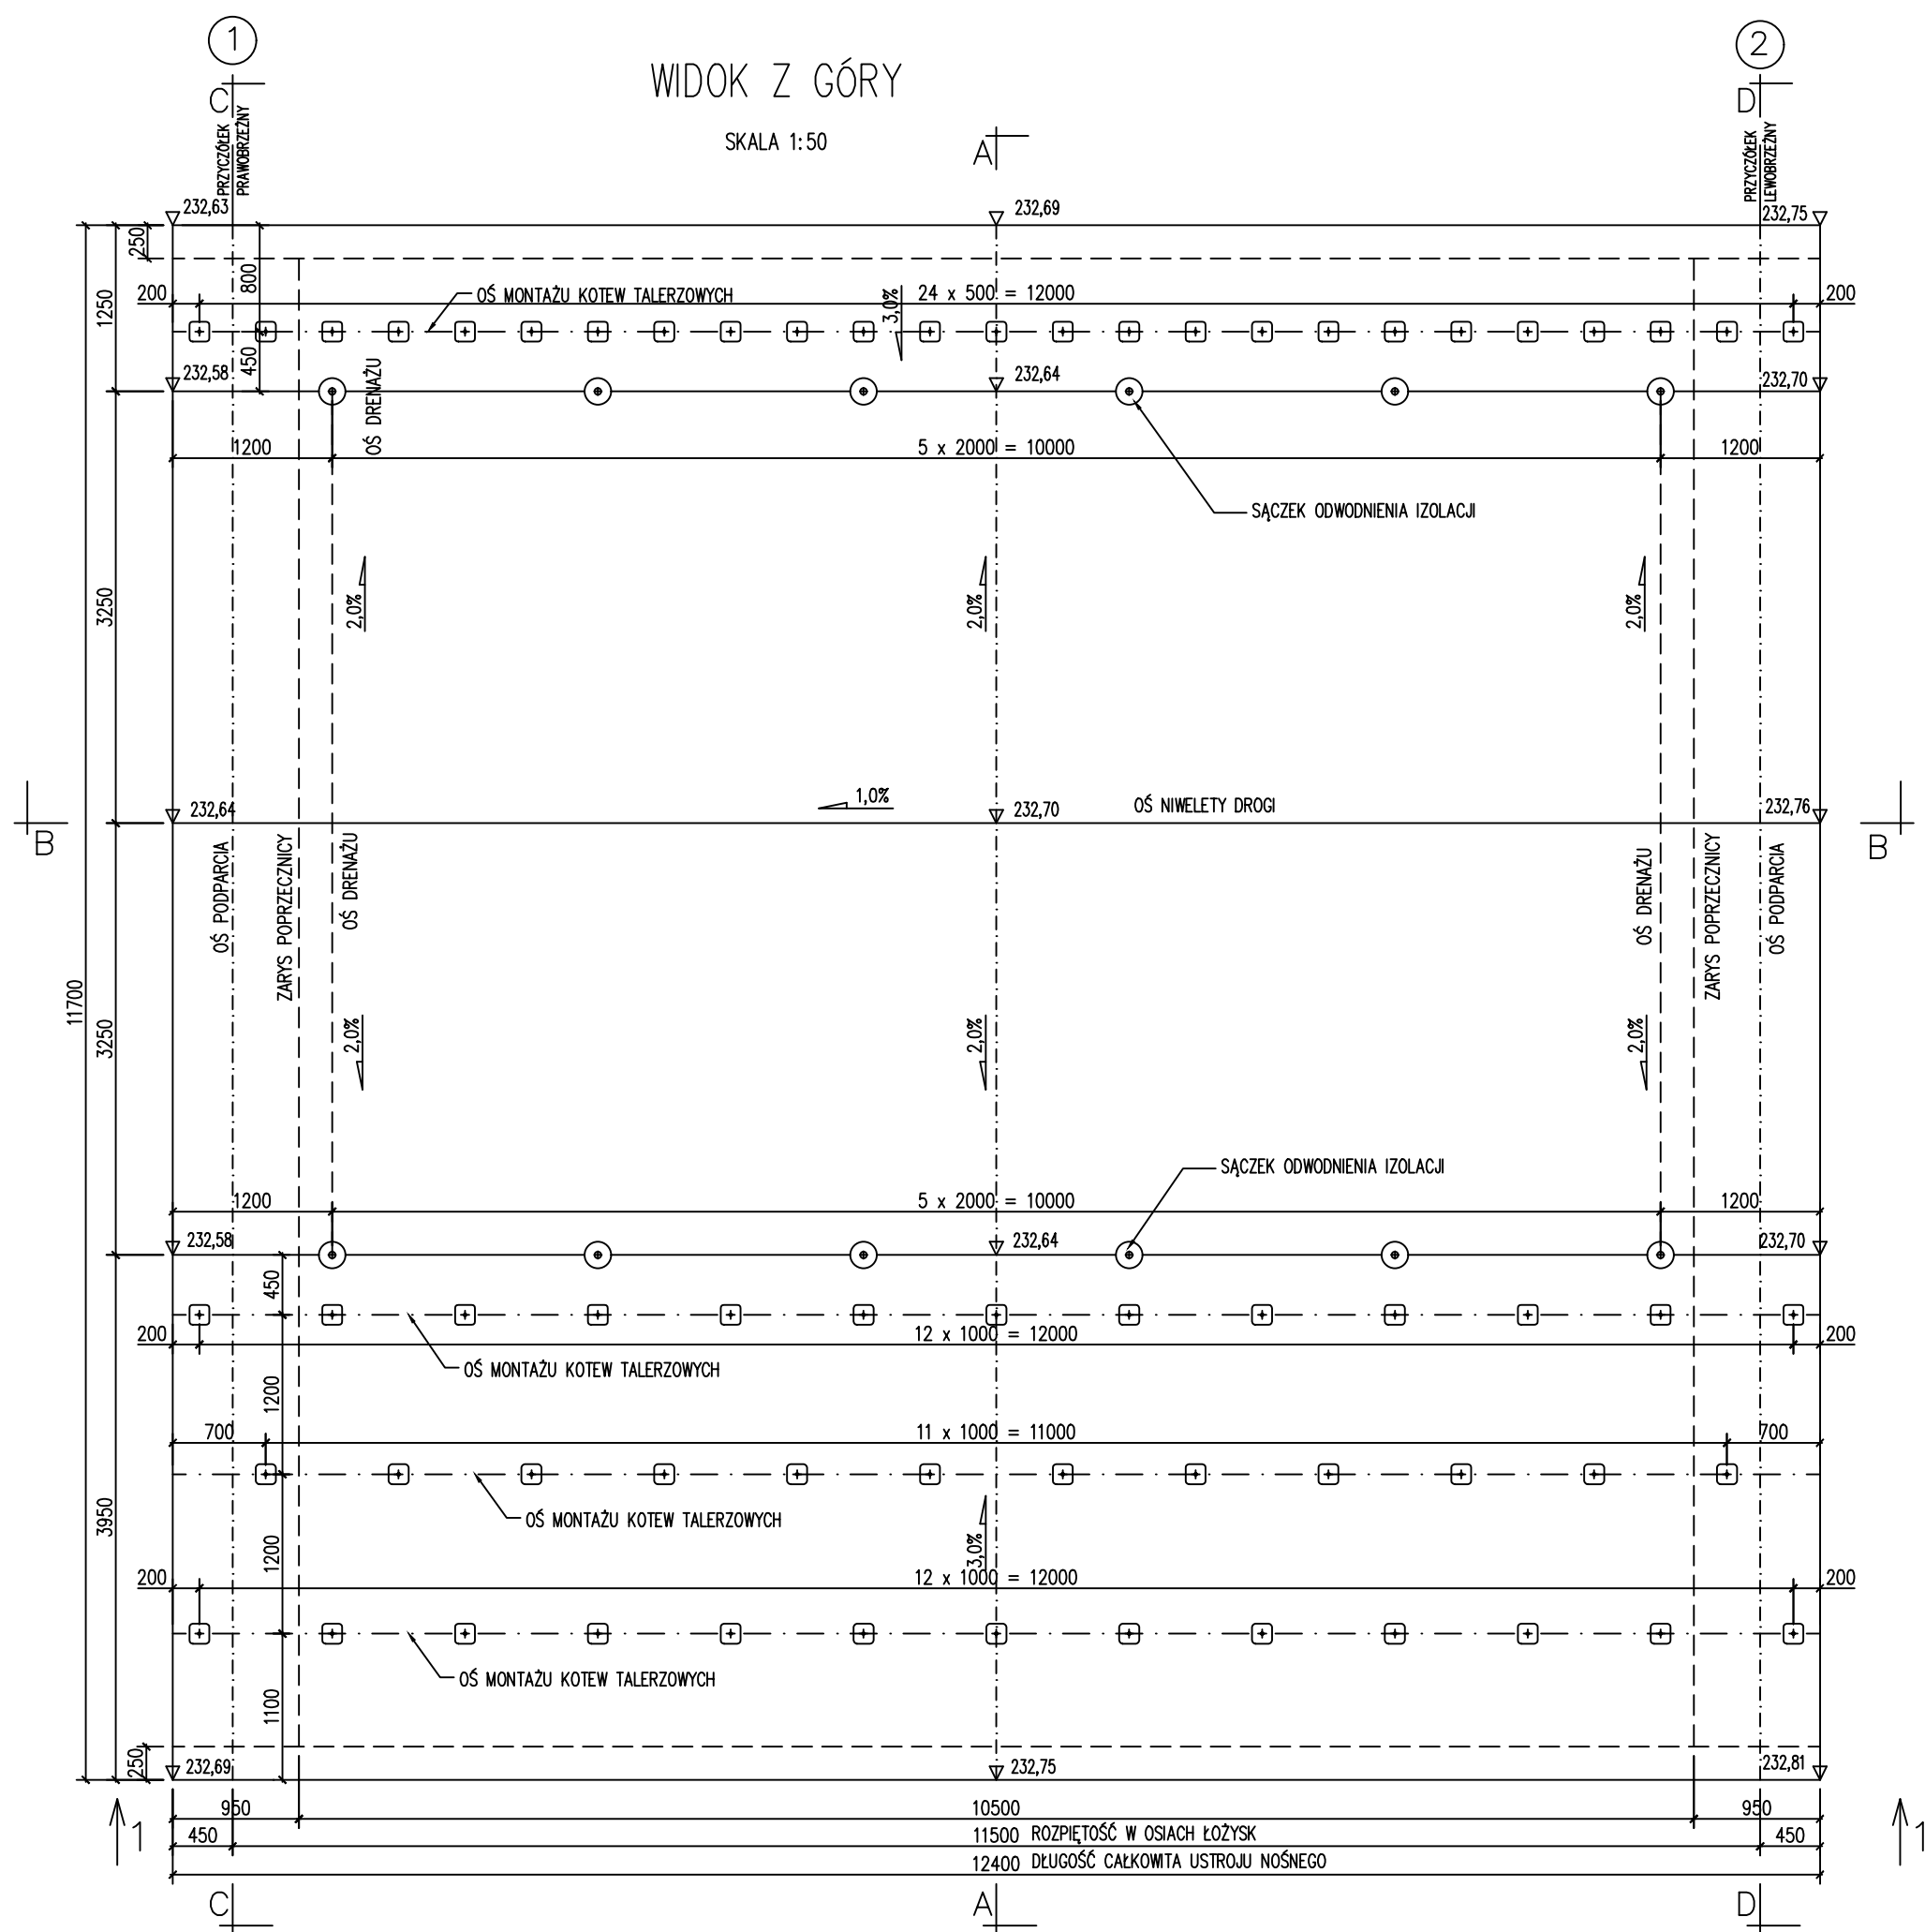 1
2
WIDOK Z GÓRY
SKALA 1:50
C
D
A
PRZYCZÓŁEK
PRAWOBRZEŻNY
PRZYCZÓŁEK
LEWOBRZEŻNY
232,63
232,69
232,75
250
800
1250
200
OŚ MONTAŻU KOTEW TALERZOWYCH
3,0%
24 x 500 = 12000
200
450
232,58
232,64
232,70
OŚ DRENAŻU
1200
5 x 2000 = 10000
1200
SĄCZEK ODWODNIENIA IZOLACJI
3250
2,0%
2,0%
2,0%
1,0%
232,64
232,70
OŚ NIWELETY DROGI
232,76
B
B
OŚ PODPARCIA
ZARYS POPRZECZNICY
OŚ DRENAŻU
OŚ DRENAŻU
ZARYS POPRZECZNICY
OŚ PODPARCIA
11700
3250
2,0%
2,0%
2,0%
SĄCZEK ODWODNIENIA IZOLACJI
1200
5 x 2000 = 10000
1200
232,58
232,64
232,70
450
200
12 x 1000 = 12000
200
OŚ MONTAŻU KOTEW TALERZOWYCH
1200
700
11 x 1000 = 11000
700
3950
OŚ MONTAŻU KOTEW TALERZOWYCH
1200
3,0%
200
12 x 1000 = 12000
200
OŚ MONTAŻU KOTEW TALERZOWYCH
1100
250
232,69
232,75
232,81
950
10500
950
1
450
11500 ROZPIĘTOŚĆ W OSIACH ŁOŻYSK
450
1
12400 DŁUGOŚĆ CAŁKOWITA USTROJU NOŚNEGO
C
A
D